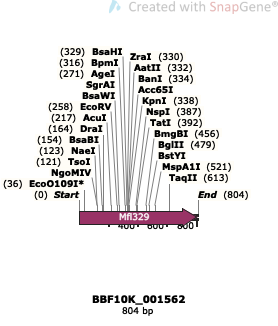 Created with SnapGene®
(329) BsaHI
(316) BpmI
(271) AgeI
SgrAI
BsaWI
(258) EcoRV
(217) AcuI
(164) DraI
(154) BsaBI
(123) NaeI
(121) TsoI
NgoMIV
(36) EcoO109I*
(0) Start
ZraI (330)
AatII (332)
BanI (334)
Acc65I
KpnI (338)
NspI (387)
TatI (392)
BmgBI (456)
BglII (479)
BstYI
MspA1I (521)
TaqII (613)
End (804)
Mfl329
400 600 800
BBF10K_001562
804 bp